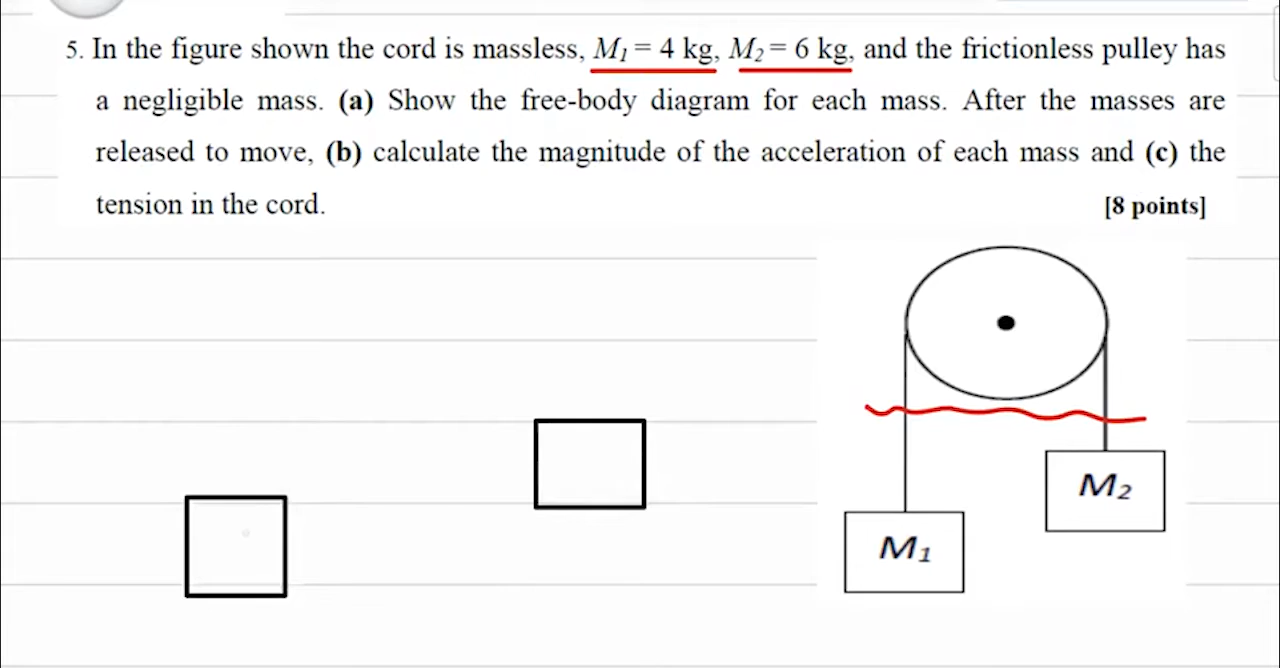 5. In the figure shown the cord is massless, M₁ = 4 kg, M₂ = 6 kg, and the frictionless pulley has
a negligible mass. (a) Show the free-body diagram for each mass. After the masses are
released to move, (b) calculate the magnitude of the acceleration of each mass and (c) the
tension in the cord. [8 points]
M₂
M₁